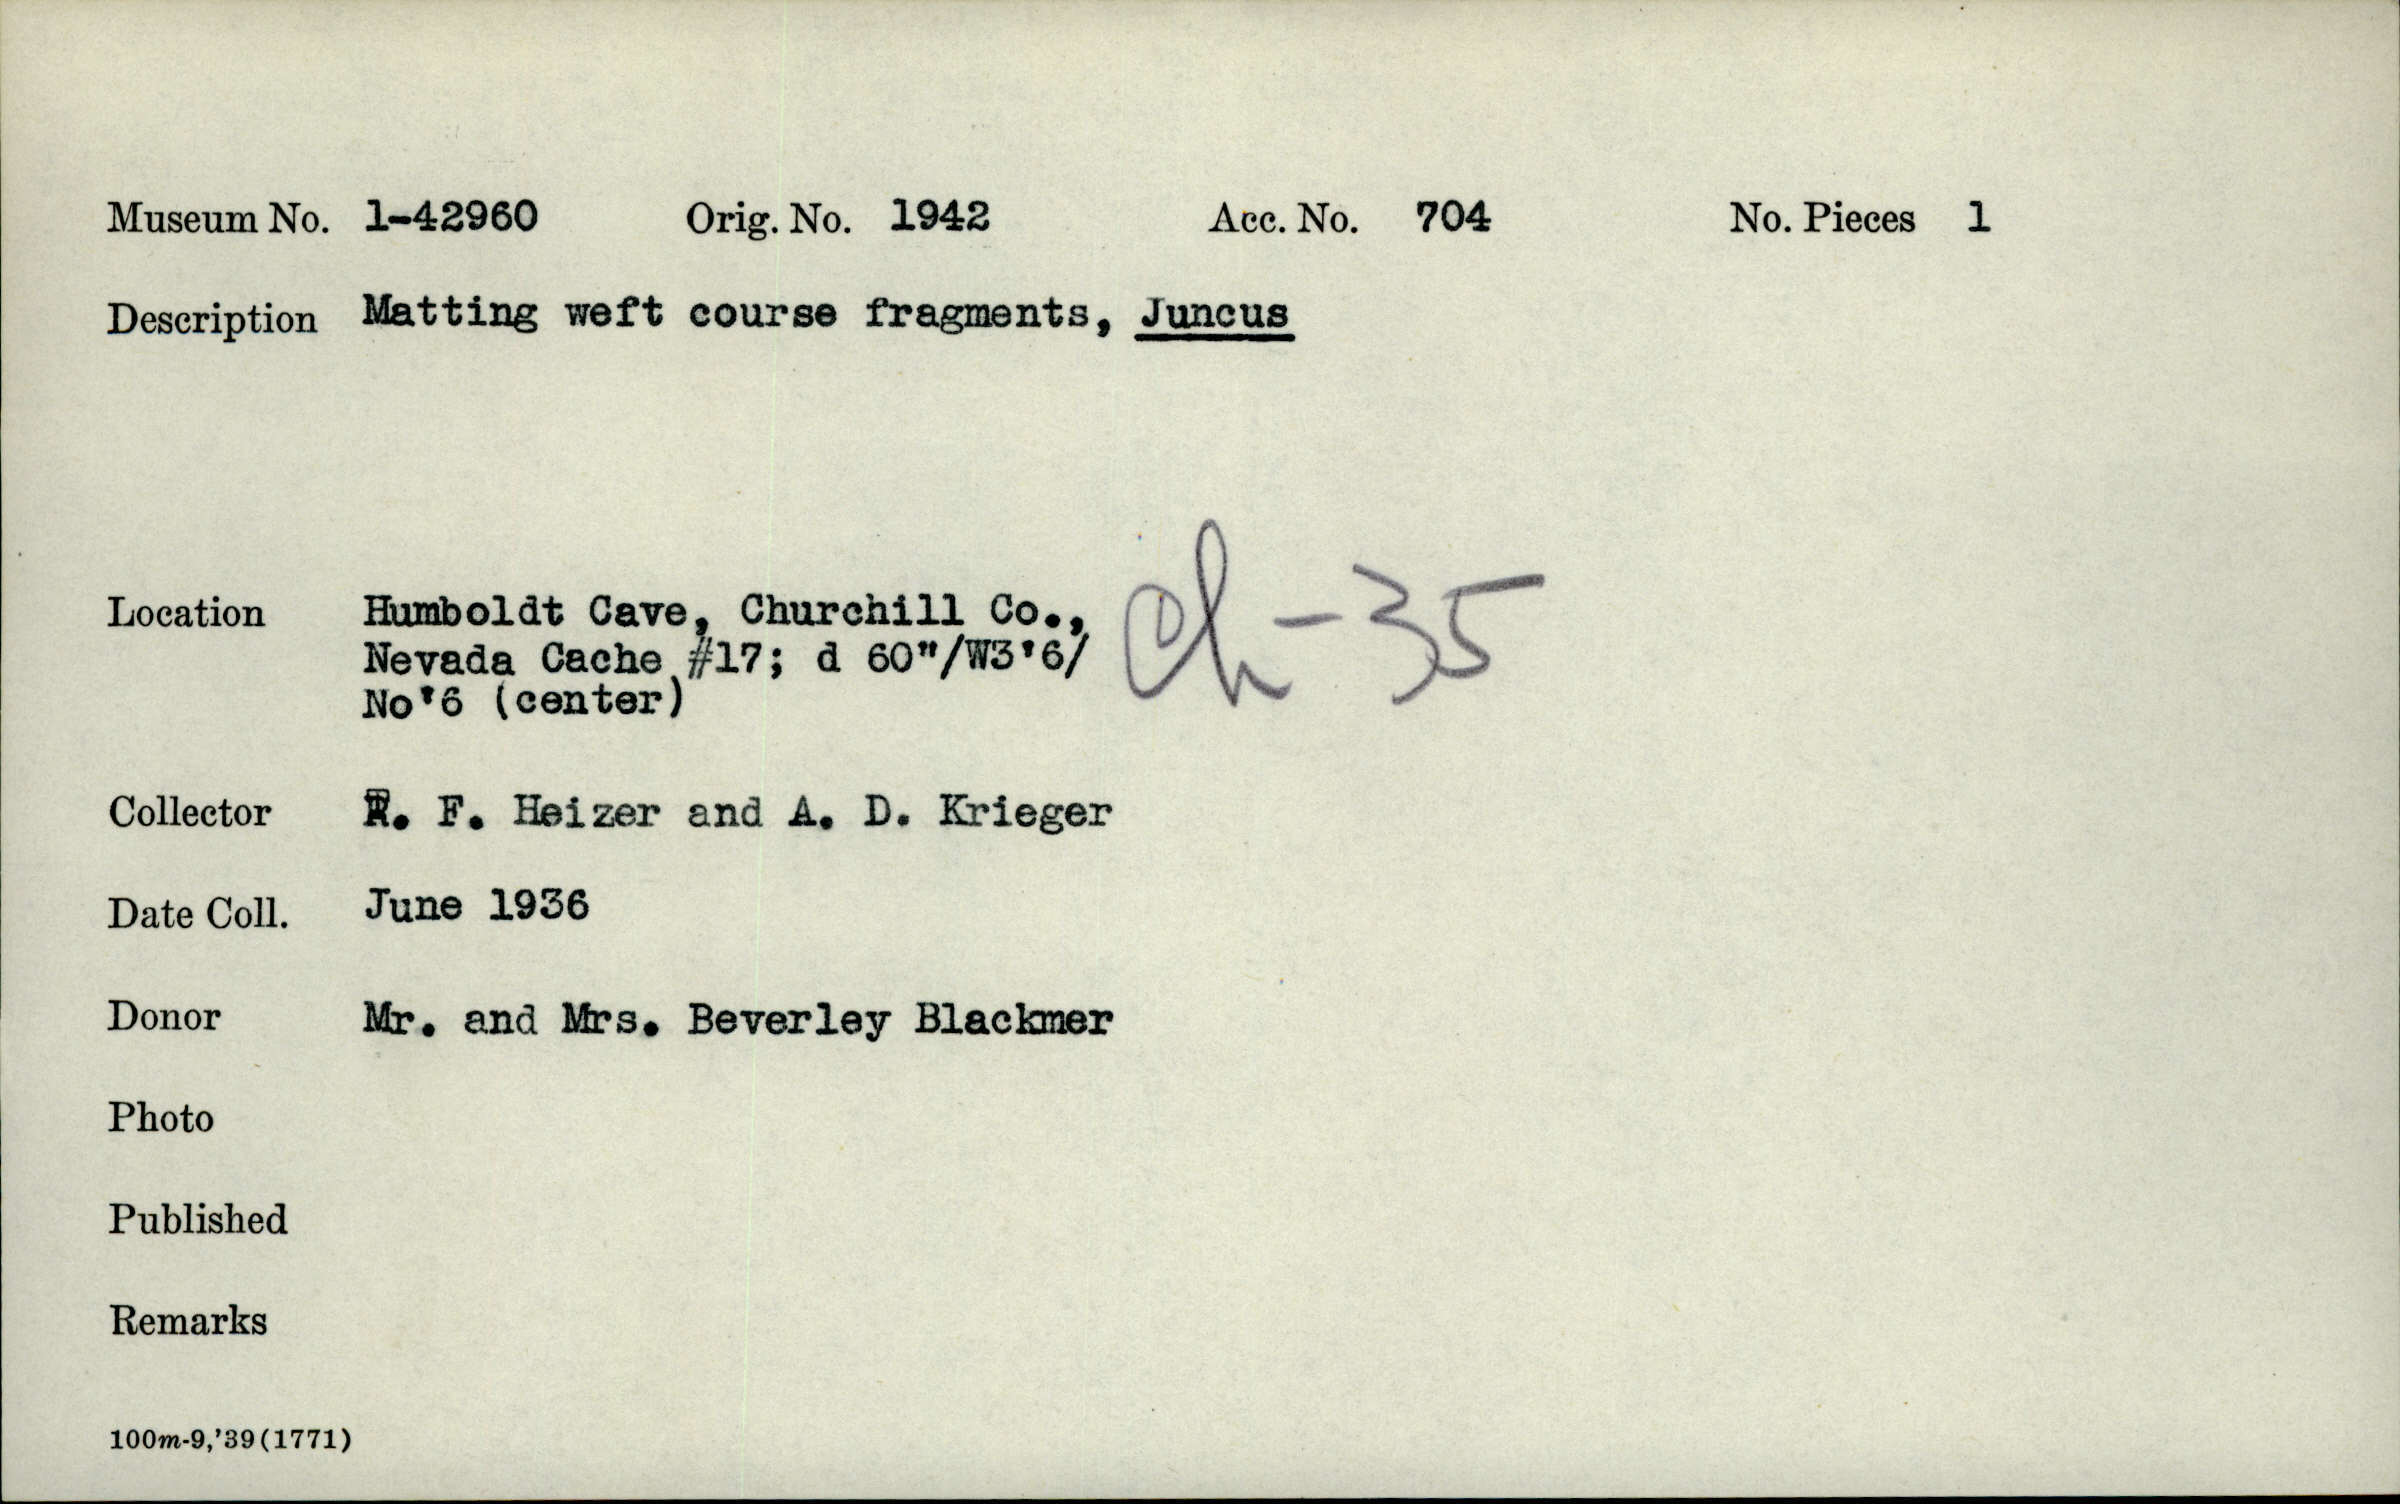 Museum No. 1-42960 Orig. No. 1942 Acc. No. 704 No. Pieces 1
Description Matting weft course fragments, Juncus
Location Humboldt Cave, Churchill Co.,
Nevada Cache #17; d 60"/W3'6/
No'6 (center)
Ch-35
Collector R. F. Heizer and A. D. Krieger
Date Coll. June 1936
Donor Mr. and Mrs. Beverley Blackmer
Photo
Published
Remarks
100m-9,'39(1771)